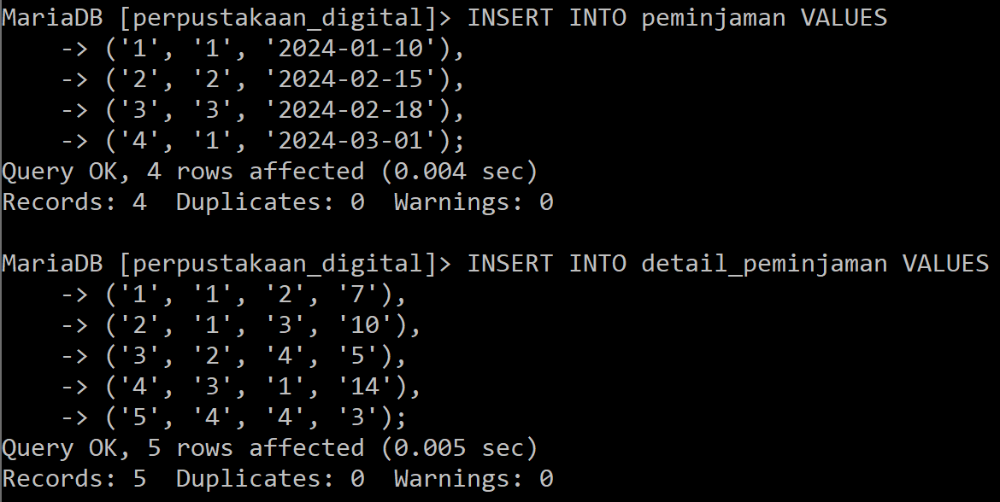 MariaDB [perpustakaan_digital]> INSERT INTO peminjaman VALUES
    -> ('1', '1', '2024-01-10'),
    -> ('2', '2', '2024-02-15'),
    -> ('3', '3', '2024-02-18'),
    -> ('4', '1', '2024-03-01');
Query OK, 4 rows affected (0.004 sec)
Records: 4  Duplicates: 0  Warnings: 0

MariaDB [perpustakaan_digital]> INSERT INTO detail_peminjaman VALUES
    -> ('1', '1', '2', '7'),
    -> ('2', '1', '3', '10'),
    -> ('3', '2', '4', '5'),
    -> ('4', '3', '1', '14'),
    -> ('5', '4', '4', '3');
Query OK, 5 rows affected (0.005 sec)
Records: 5  Duplicates: 0  Warnings: 0